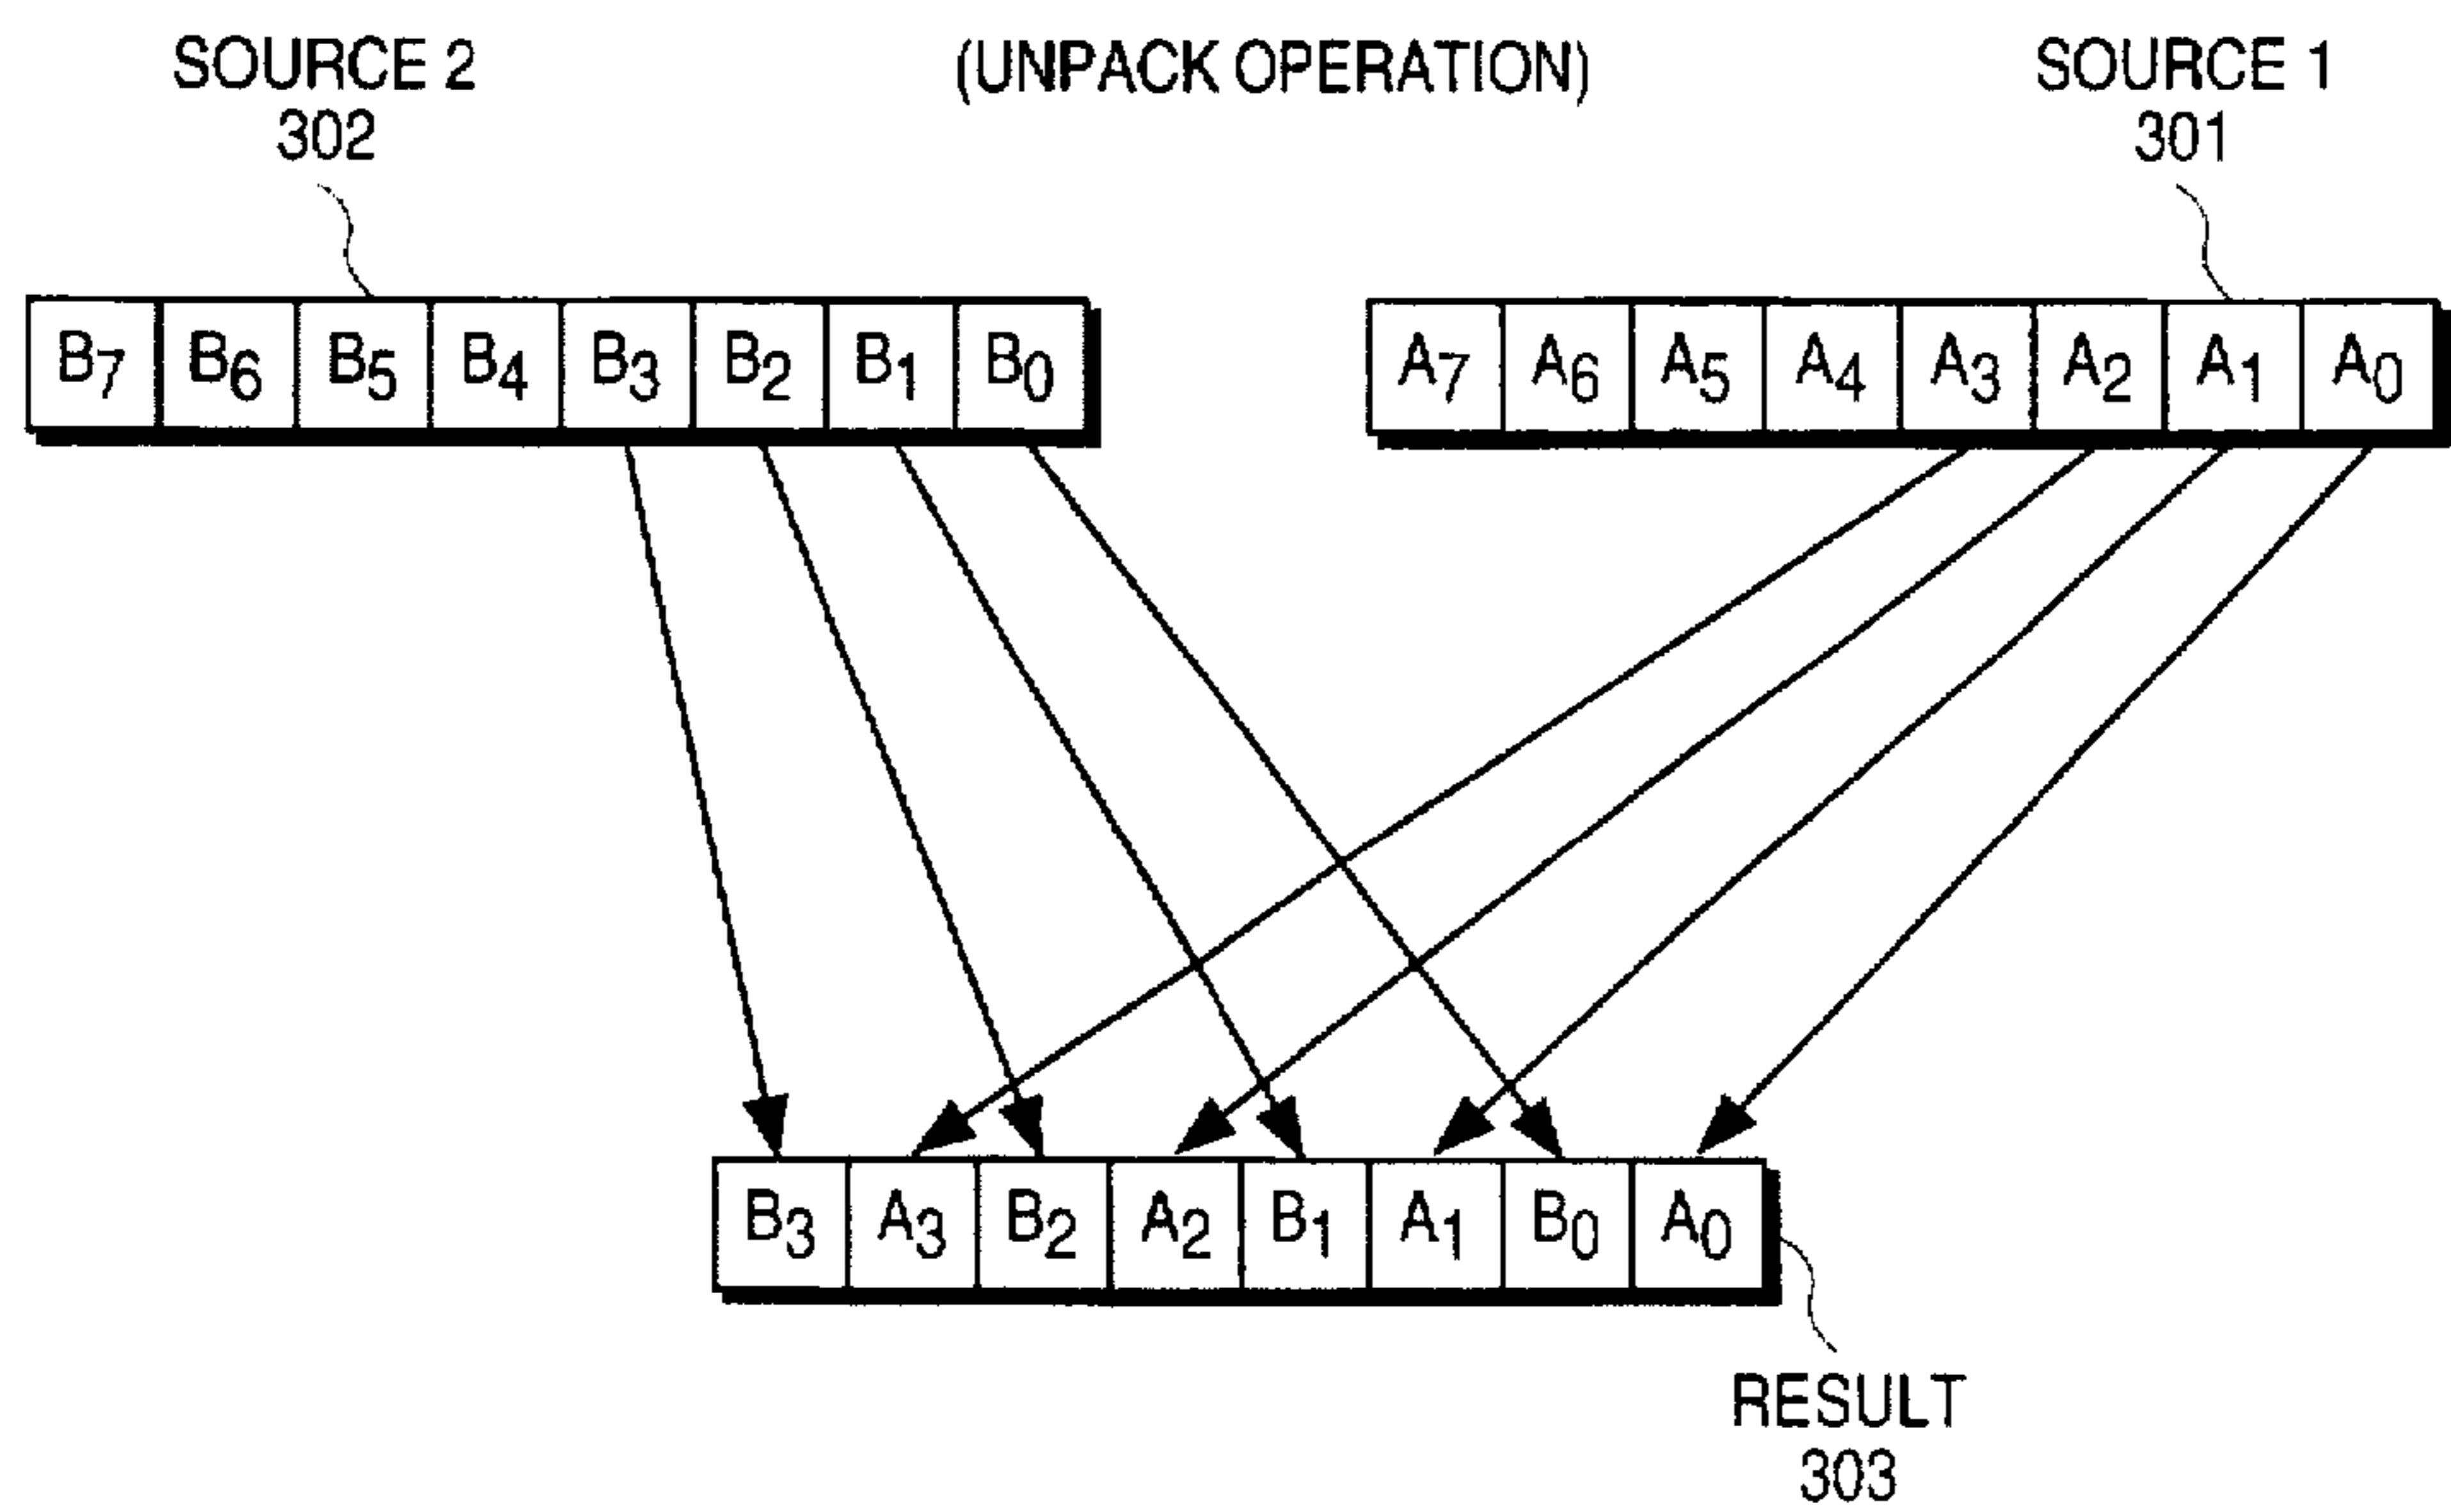 SOURCE 2
302
(UNPACK OPERATION)
SOURCE 1
301
B7 B6 B5 B4 B3 B2 B1 B0
A7 A6 A5 A4 A3 A2 A1 A0
B3 A3 B2 A2 B1 A1 B0 A0
RESULT
303